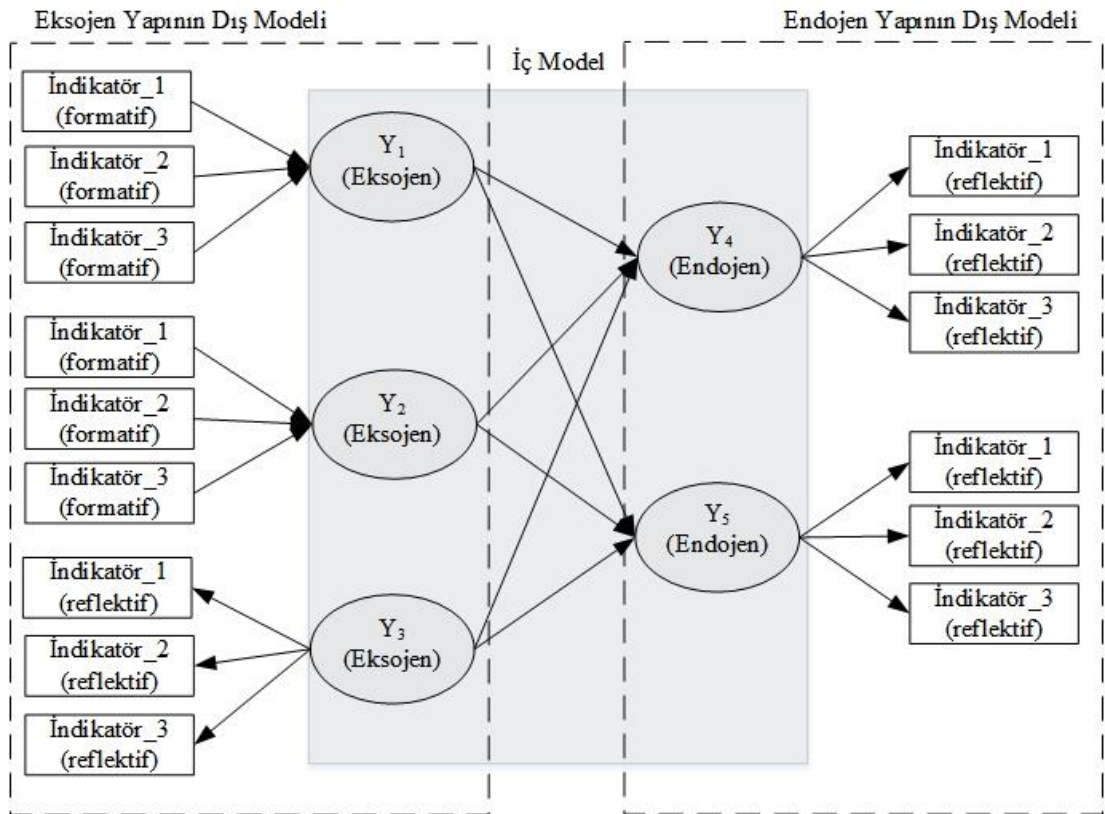 Eksojen Yapının Dış Modeli
Endojen Yapının Dış Modeli
İç Model
İndikatör_1
(formatif)
İndikatör_2
(formatif)
İndikatör_3
(formatif)
Y₁
(Eksojen)
İndikatör_1
(formatif)
İndikatör_2
(formatif)
İndikatör_3
(formatif)
Y₂
(Eksojen)
İndikatör_1
(reflektif)
İndikatör_2
(reflektif)
İndikatör_3
(reflektif)
Y₃
(Eksojen)
Y₄
(Endojen)
İndikatör_1
(reflektif)
İndikatör_2
(reflektif)
İndikatör_3
(reflektif)
Y₅
(Endojen)
İndikatör_1
(reflektif)
İndikatör_2
(reflektif)
İndikatör_3
(reflektif)